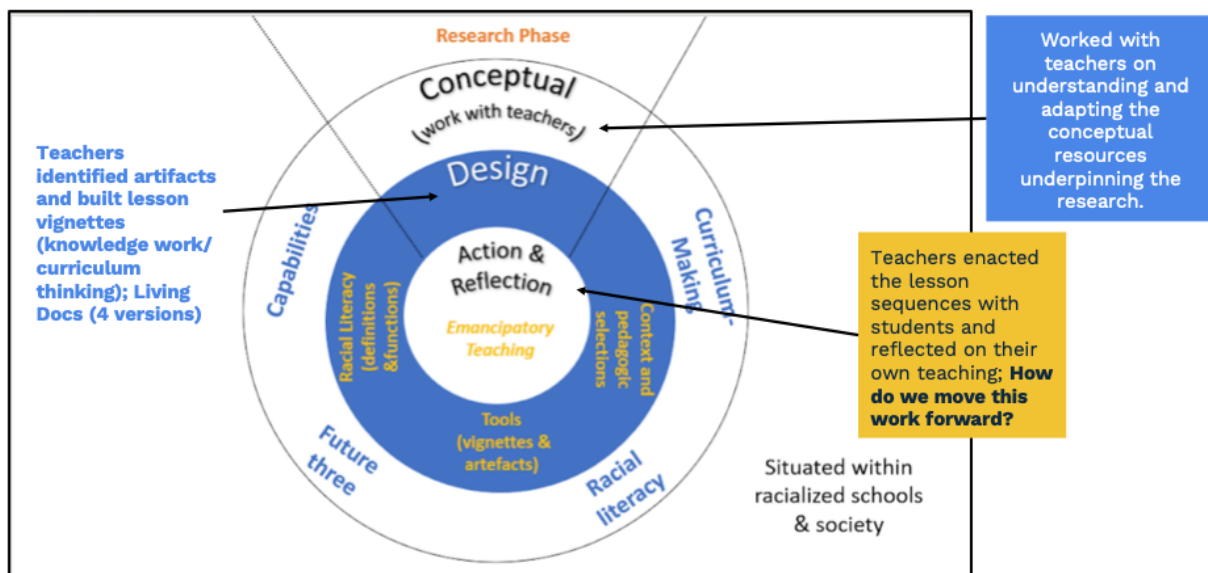 Research Phase
Conceptual
(work with teachers)
Design
Action &
Reflection
Emancipatory
Teaching
Capabilities
Curriculum-
Making
Future
three
Racial
literacy
Racial Literacy
(definitions
&functions)
Context and
pedagogic
selections
Tools
(vignettes &
artefacts)
Situated within
racialized schools
& society
Teachers
identified artifacts
and built lesson
vignettes
(knowledge work/
curriculum
thinking); Living
Docs (4 versions)
Worked with
teachers on
understanding and
adapting the
conceptual
resources
underpinning the
research.
Teachers enacted
the lesson
sequences with
students and
reflected on their
own teaching; How
do we move this
work forward?